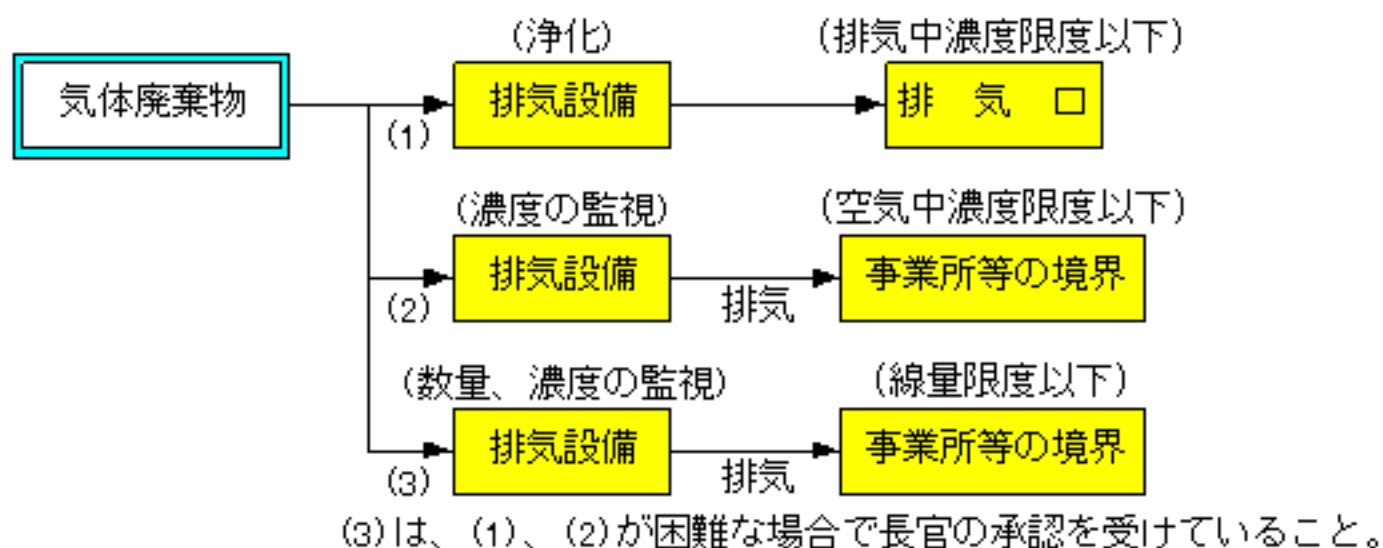 (浄化)
(排気中濃度限度以下)
気体廃棄物
排気設備
排 気 口
(1)
(濃度の監視)
(空気中濃度限度以下)
排気設備
事業所等の境界
(2)
排気
(数量、濃度の監視)
(線量限度以下)
排気設備
事業所等の境界
(3)
排気
(3)は、(1)、(2)が困難な場合で長官の承認を受けていること。